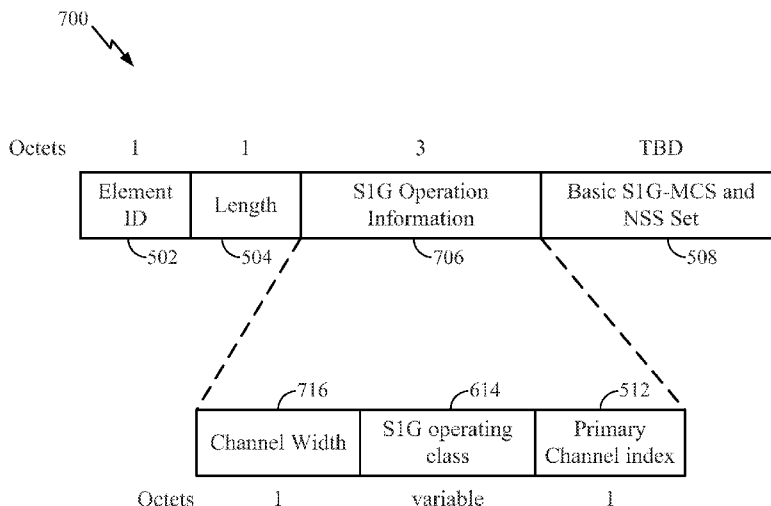 700
Octets 1 1 3 TBD
Element ID
Length
S1G Operation Information
Basic S1G-MCS and NSS Set
502 504 706 508
716 614 512
Channel Width
S1G operating class
Primary Channel index
Octets 1 variable 1